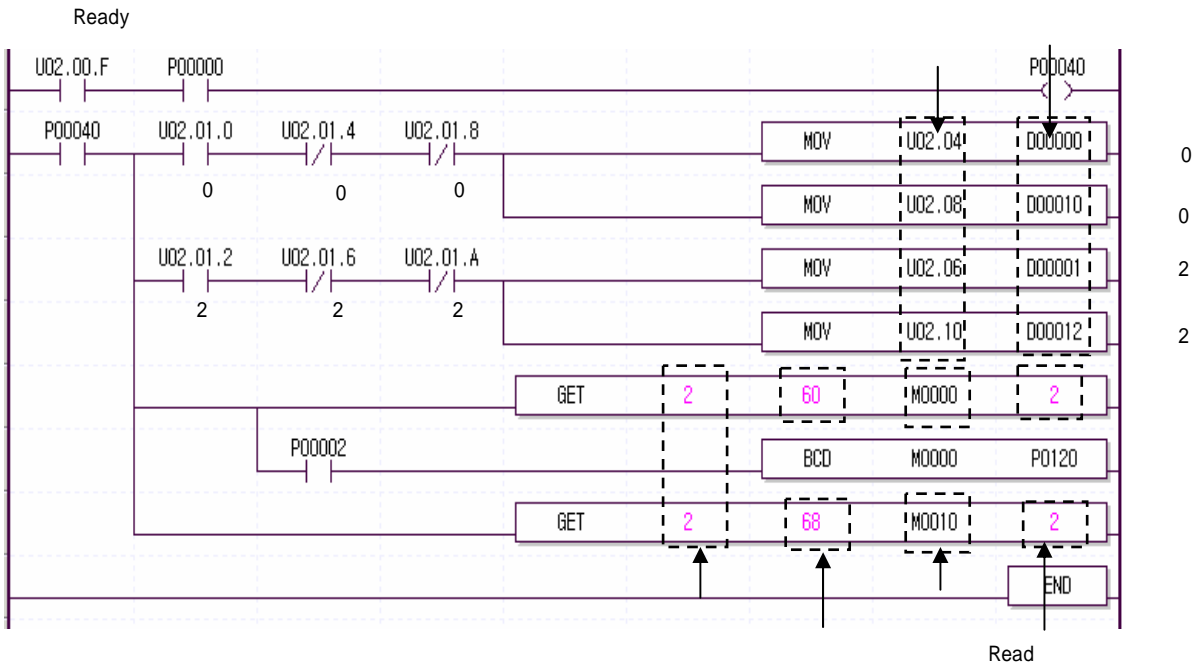 Ready
U02.00.F P00000 P00040
P00040 U02.01.0 U02.01.4 U02.01.8 MOV U02.04 D00000 0
0 0 0
MOV U02.08 D00010 0
U02.01.2 U02.01.6 U02.01.A MOV U02.06 D00001 2
2 2 2
MOV U02.10 D00012 2
GET 2 60 M0000 2
P00002 BCD M0000 P0120
GET 2 68 M0010 2
END
Read